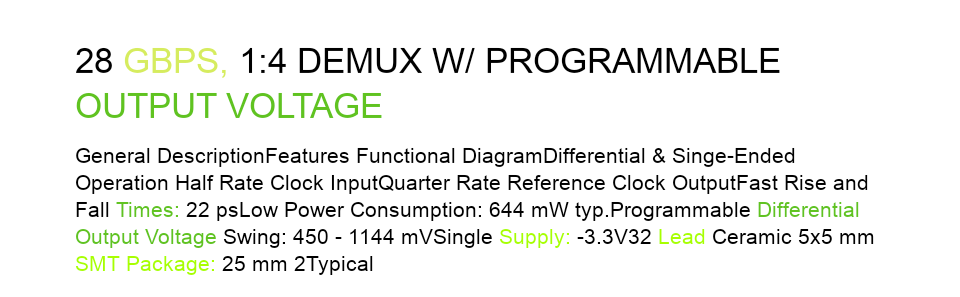 28 GBPS, 1:4 DEMUX W/ PROGRAMMABLE
OUTPUT VOLTAGE
General DescriptionFeatures Functional DiagramDifferential & Singe-Ended
Operation Half Rate Clock InputQuarter Rate Reference Clock OutputFast Rise and
Fall Times: 22 psLow Power Consumption: 644 mW typ.Programmable Differential
Output Voltage Swing: 450 - 1144 mVSingle Supply: -3.3V32 Lead Ceramic 5x5 mm
SMT Package: 25 mm 2Typical